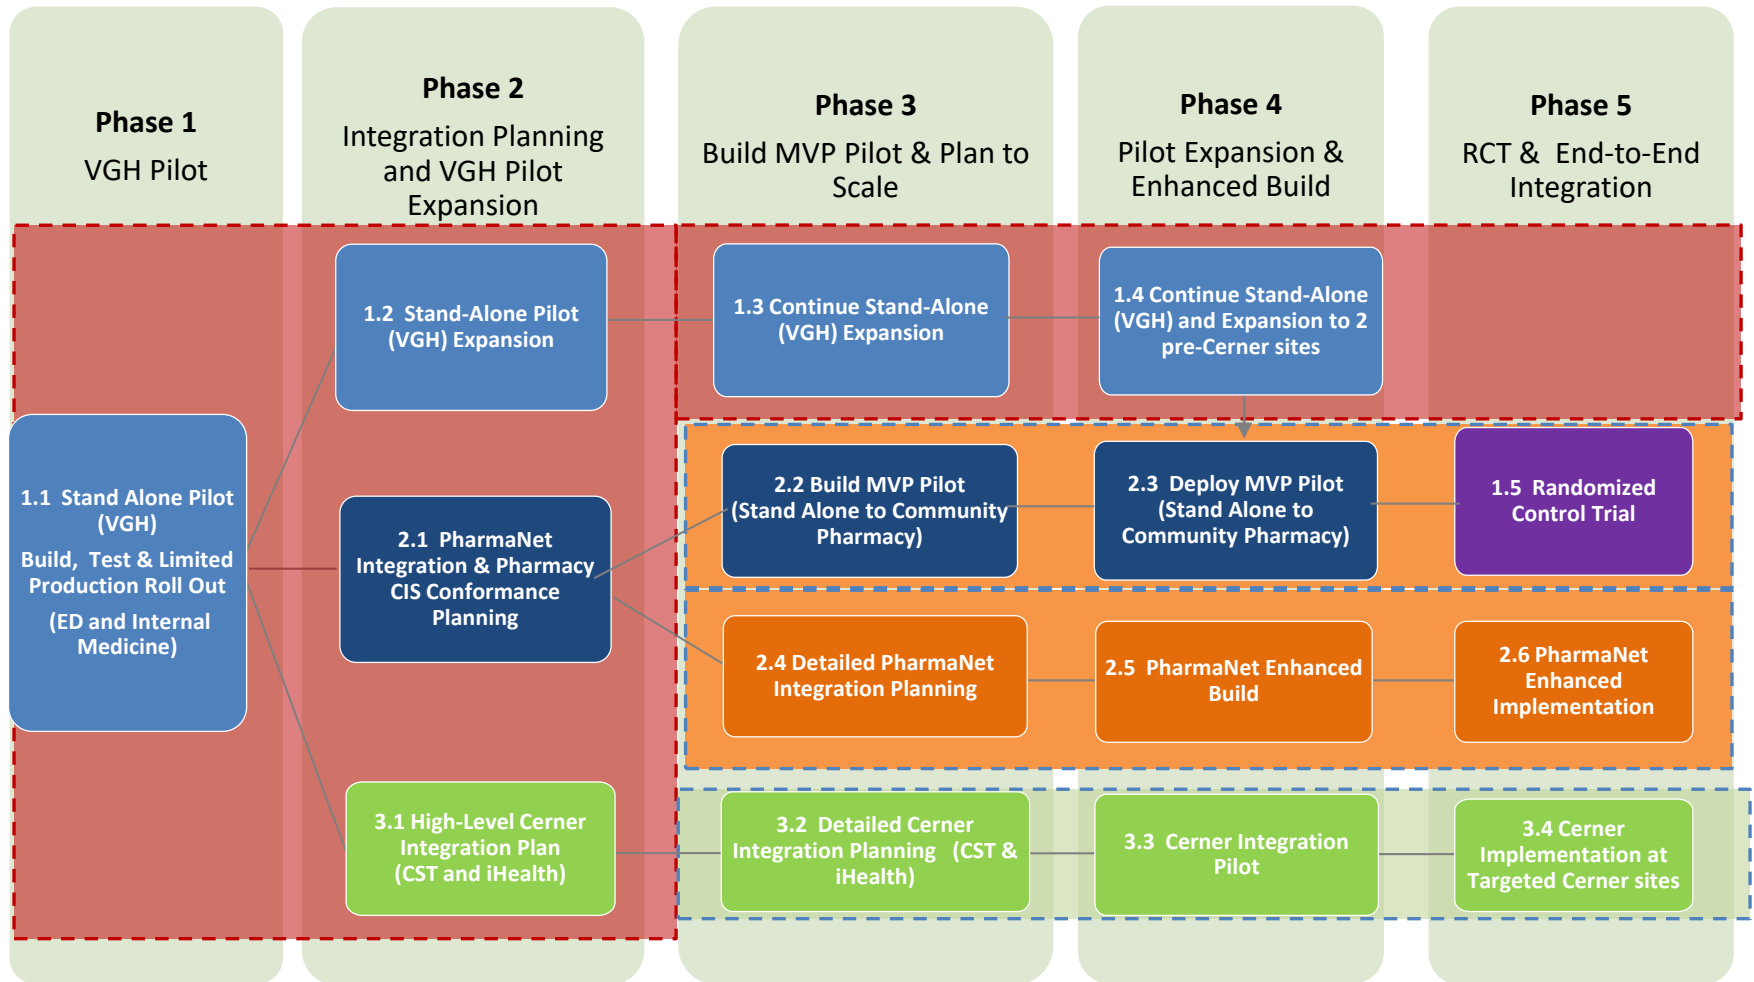 Phase 1
VGH Pilot
Phase 2
Integration Planning
and VGH Pilot
Expansion
Phase 3
Build MVP Pilot & Plan to
Scale
Phase 4
Pilot Expansion &
Enhanced Build
Phase 5
RCT & End-to-End
Integration
1.1 Stand Alone Pilot
(VGH)
Build, Test & Limited
Production Roll Out
(ED and Internal
Medicine)
1.2 Stand-Alone Pilot
(VGH) Expansion
1.3 Continue Stand-Alone
(VGH) Expansion
1.4 Continue Stand-Alone
(VGH) and Expansion to 2
pre-Cerner sites
2.1 PharmaNet
Integration & Pharmacy
CIS Conformance
Planning
2.2 Build MVP Pilot
(Stand Alone to Community
Pharmacy)
2.3 Deploy MVP Pilot
(Stand Alone to
Community Pharmacy)
1.5 Randomized
Control Trial
2.4 Detailed PharmaNet
Integration Planning
2.5 PharmaNet Enhanced
Build
2.6 PharmaNet
Enhanced
Implementation
3.1 High-Level Cerner
Integration Plan
(CST and iHealth)
3.2 Detailed Cerner
Integration Planning (CST &
iHealth)
3.3 Cerner Integration
Pilot
3.4 Cerner
Implementation at
Targeted Cerner sites